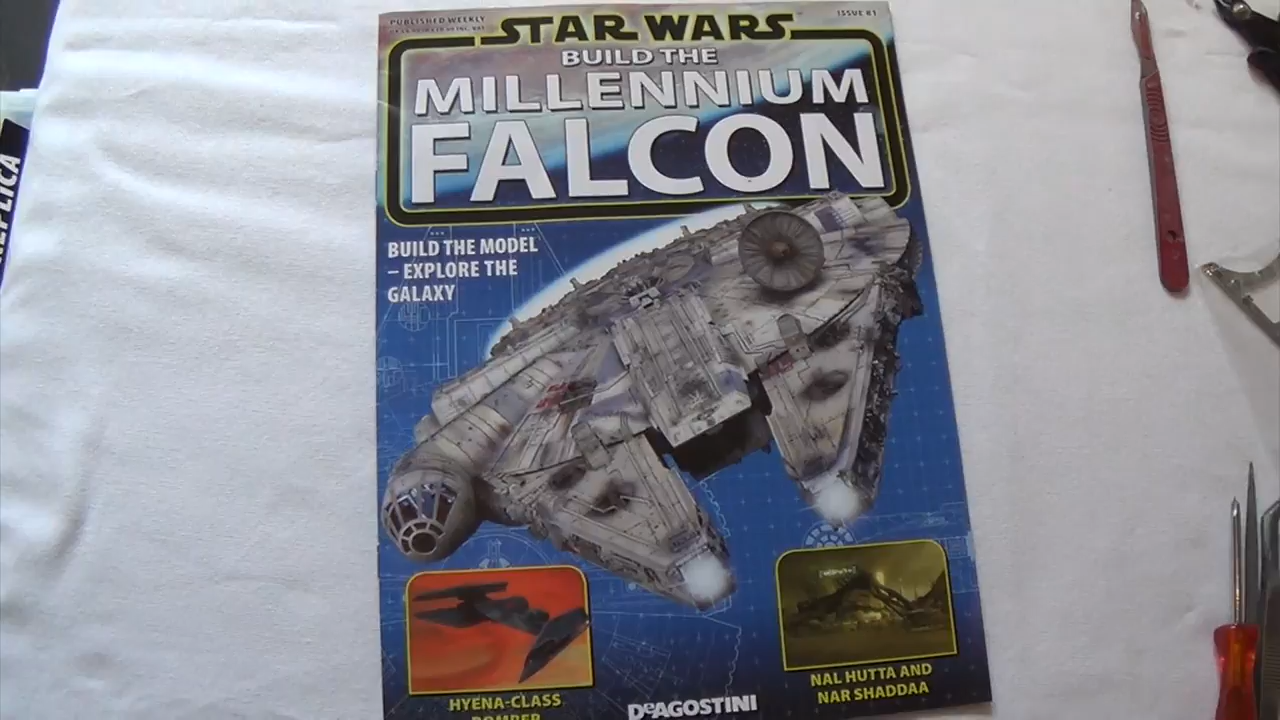 PUBLISHED WEEKLY
ISSUE 81
STAR WARS
BUILD THE
MILLENNIUM
FALCON
BUILD THE MODEL
– EXPLORE THE
GALAXY
HYENA-CLASS
BOMBER
NAL HUTTA AND
NAR SHADDAA
DEAGOSTINI